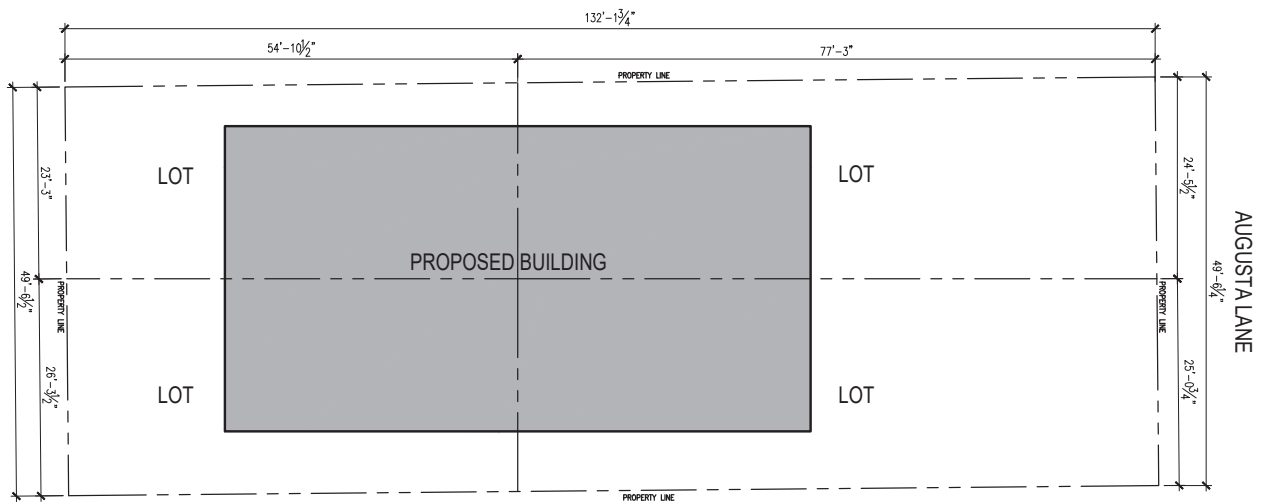 132'-1¾"
54'-10½"
77'-3"
PROPERTY LINE
LOT
LOT
23'-3"
24'-5½"
AUGUSTA LANE
PROPOSED BUILDING
49'-6½"
PROPERTY LINE
PROPERTY LINE
49'-6¼"
LOT
LOT
26'-3½"
25'-0¾"
PROPERTY LINE